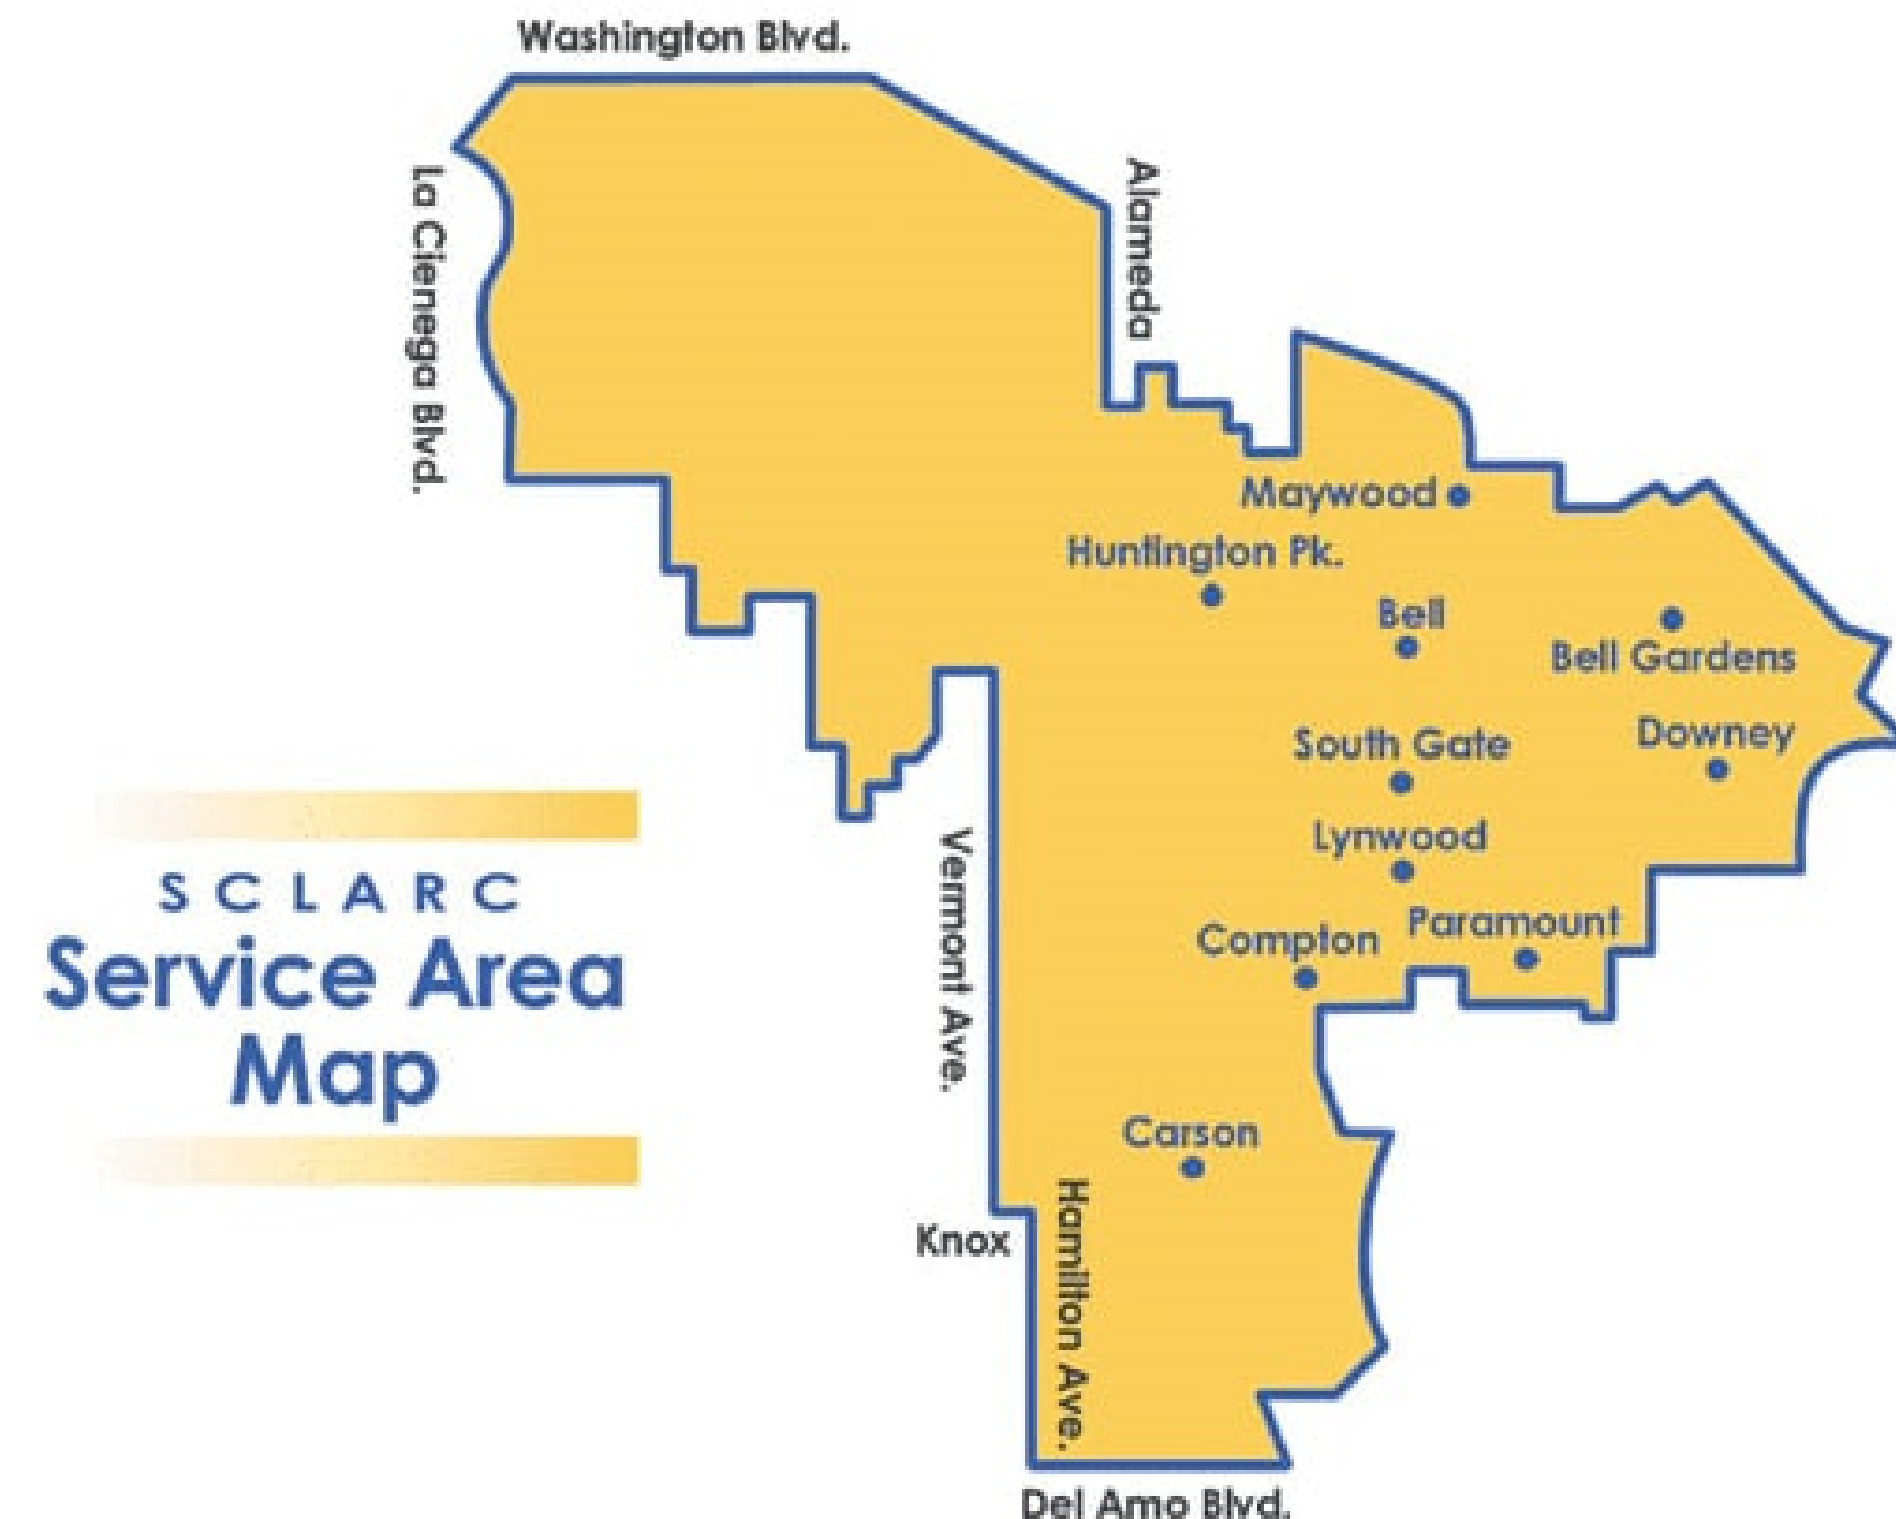 Washington Blvd.
La Cienega Blvd.
Alameda
Maywood
Huntington Pk.
Bell
Bell Gardens
South Gate
Downey
Lynwood
Compton
Paramount
Vermont Ave.
SCLARC
Service Area
Map
Carson
Knox
Hamilton Ave.
Del Amo Blvd.